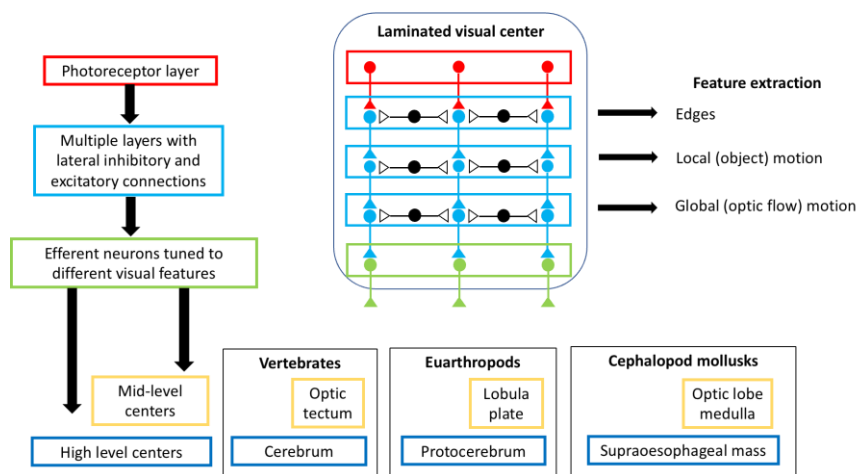 Laminated visual center
Photoreceptor layer
Multiple layers with
lateral inhibitory and
excitatory connections
Efferent neurons tuned to
different visual features
Feature extraction
Edges
Local (object) motion
Global (optic flow) motion
Mid-level
centers
High level centers
Vertebrates
Optic
tectum
Cerebrum
Euarthropods
Lobula
plate
Protocerebrum
Cephalopod mollusks
Optic lobe
medulla
Supraoesophageal mass